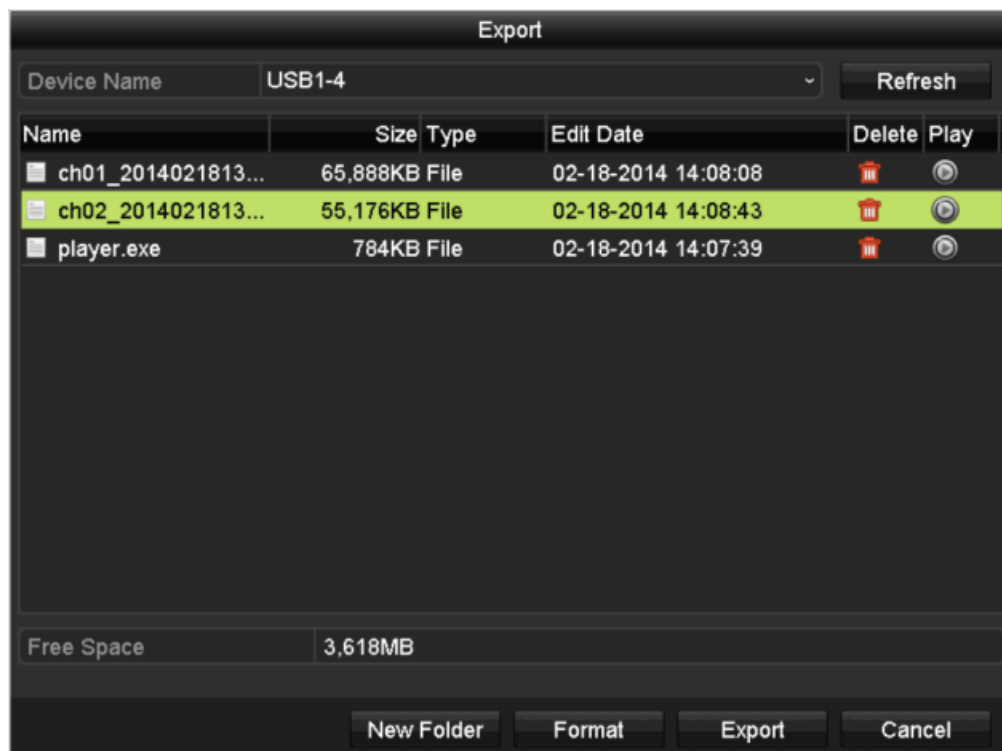 Export
Device Name USB1-4 Refresh
Name Size Type Edit Date Delete Play
ch01_2014021813... 65,888KB File 02-18-2014 14:08:08
ch02_2014021813... 55,176KB File 02-18-2014 14:08:43
player.exe 784KB File 02-18-2014 14:07:39
Free Space 3,618MB
New Folder Format Export Cancel